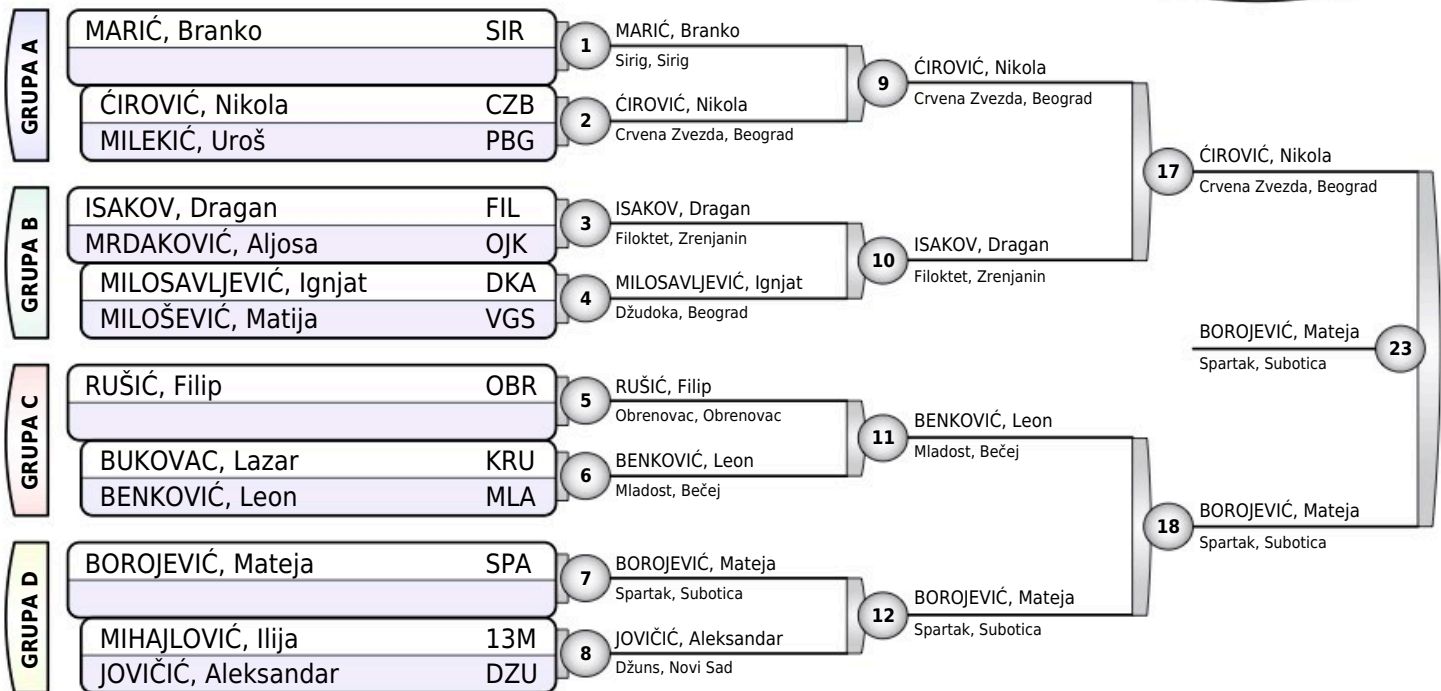 GRUPA A
MARIĆ, Branko SIR
ĆIROVIĆ, Nikola CZB
MILEKIĆ, Uroš PBG
GRUPA B
ISAKOV, Dragan FIL
MRDAKOVIĆ, Aljosa OJK
MILOSAVLJEVIĆ, Ignjat DKA
MILOŠEVIĆ, Matija VGS
GRUPA C
RUŠIĆ, Filip OBR
BUKOVAC, Lazar KRU
BENKOVIĆ, Leon MLA
GRUPA D
BOROJEVIĆ, Mateja SPA
MIHAJLOVIĆ, Ilija 13M
JOVIČIĆ, Aleksandar DZU
1
MARIĆ, Branko
Sirig, Sirig
2
ĆIROVIĆ, Nikola
Crvena Zvezda, Beograd
3
ISAKOV, Dragan
Filoktet, Zrenjanin
4
MILOSAVLJEVIĆ, Ignjat
Džudoka, Beograd
5
RUŠIĆ, Filip
Obrenovac, Obrenovac
6
BENKOVIĆ, Leon
Mladost, Bečej
7
BOROJEVIĆ, Mateja
Spartak, Subotica
8
JOVIČIĆ, Aleksandar
Džuns, Novi Sad
9
ĆIROVIĆ, Nikola
Crvena Zvezda, Beograd
10
ISAKOV, Dragan
Filoktet, Zrenjanin
11
BENKOVIĆ, Leon
Mladost, Bečej
12
BOROJEVIĆ, Mateja
Spartak, Subotica
17
ĆIROVIĆ, Nikola
Crvena Zvezda, Beograd
18
BOROJEVIĆ, Mateja
Spartak, Subotica
BOROJEVIĆ, Mateja
Spartak, Subotica
23